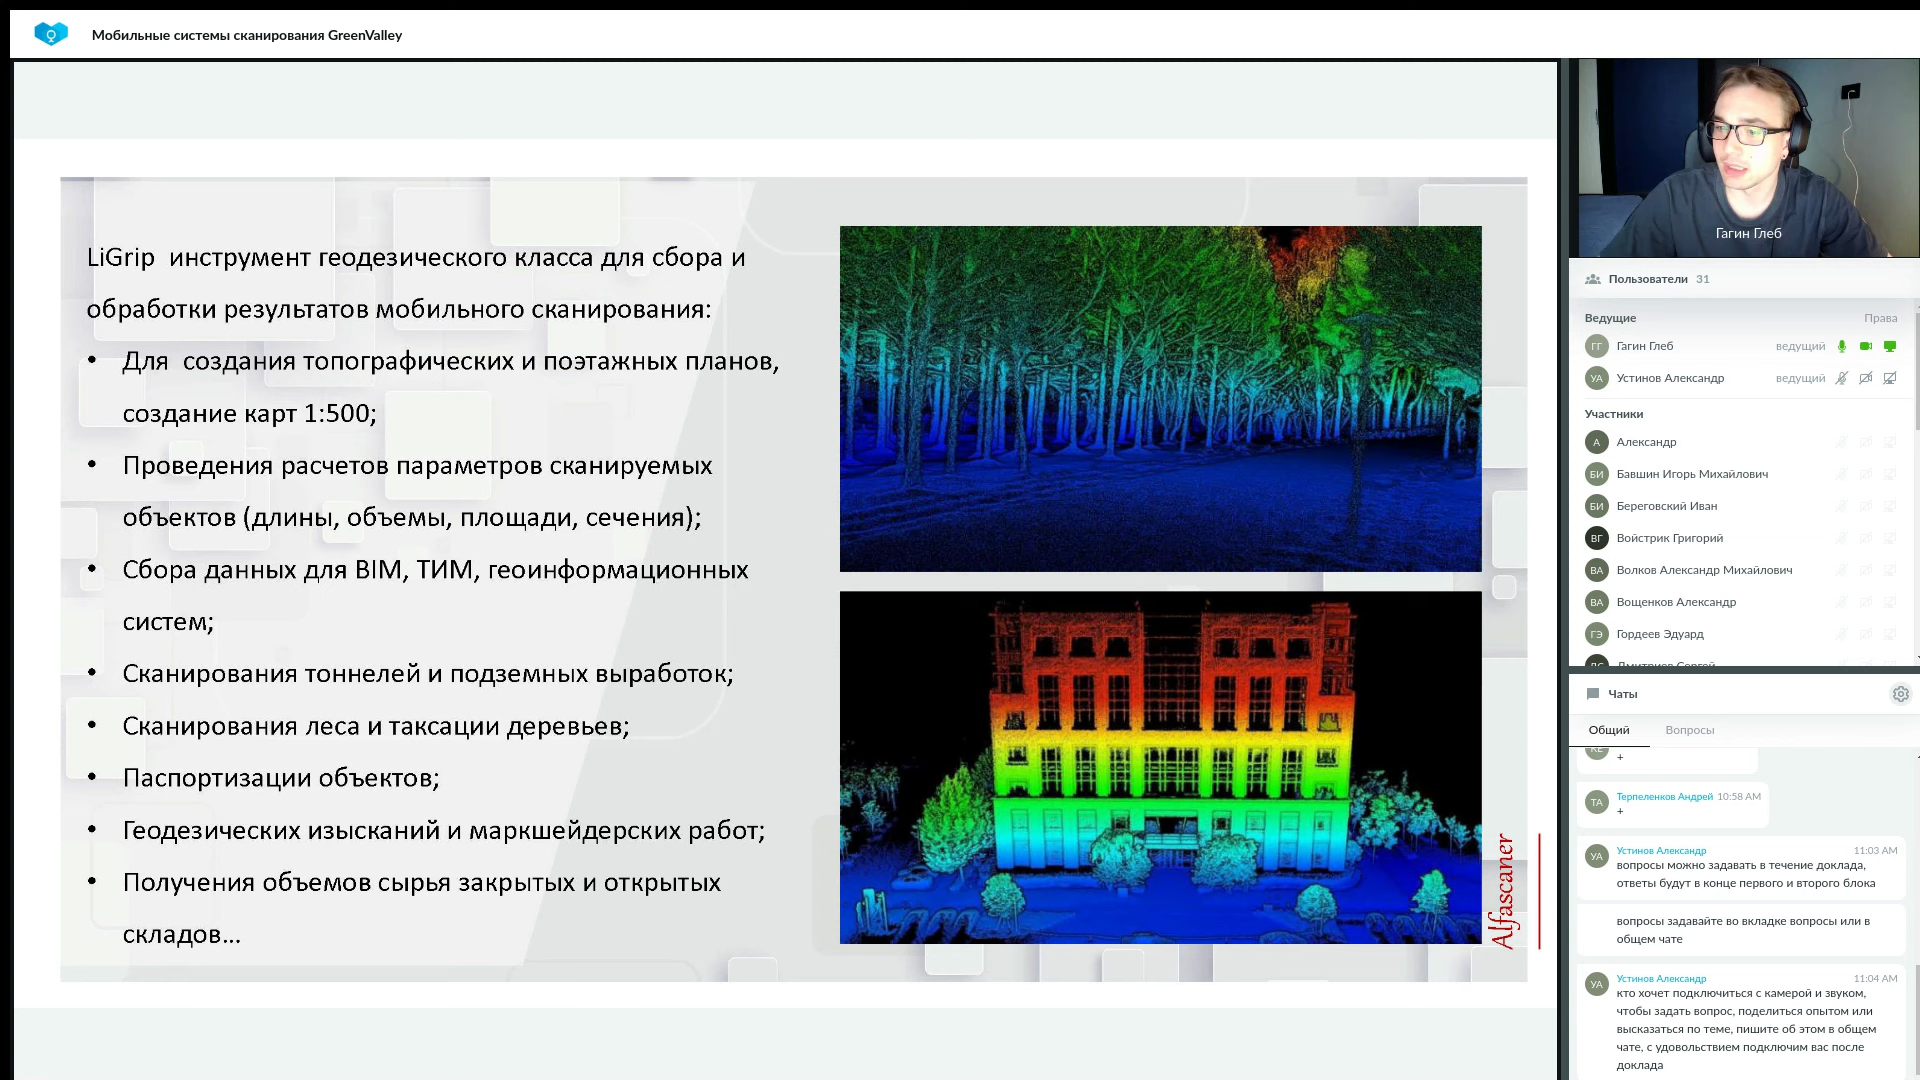 Мобильные системы сканирования GreenValley
LiGrip инструмент геодезического класса для сбора и
обработки результатов мобильного сканирования:
• Для создания топографических и поэтажных планов,
создание карт 1:500;
• Проведения расчетов параметров сканируемых
объектов (длины, объемы, площади, сечения);
• Сбора данных для BIM, ТИМ, геоинформационных
систем;
• Сканирования тоннелей и подземных выработок;
• Сканирования леса и таксации деревьев;
• Паспортизации объектов;
• Геодезических изысканий и маркшейдерских работ;
• Получения объемов сырья закрытых и открытых
складов...
Alfascaner
Гагин Глеб
Пользователи 31
Ведущие Права
ГГ Гагин Глеб ведущий
УА Устинов Александр ведущий
Участники
А Александр
БИ Бавшин Игорь Михайлович
БИ Береговский Иван
ВГ Войстрик Григорий
ВА Волков Александр Михайлович
ВА Вощенков Александр
ГЭ Гордеев Эдуард
ДС Дмитриев Сергей
Чаты
Общий Вопросы
КЕ
+
ТА Терпеленков Андрей 10:58 AM
+
УА Устинов Александр 11:03 AM
вопросы можно задавать в течение доклада,
ответы будут в конце первого и второго блока
вопросы задавайте во вкладке вопросы или в
общем чате
УА Устинов Александр 11:04 AM
кто хочет подключиться с камерой и звуком,
чтобы задать вопрос, поделиться опытом или
высказаться по теме, пишите об этом в общем
чате, с удовольствием подключим вас после
доклада